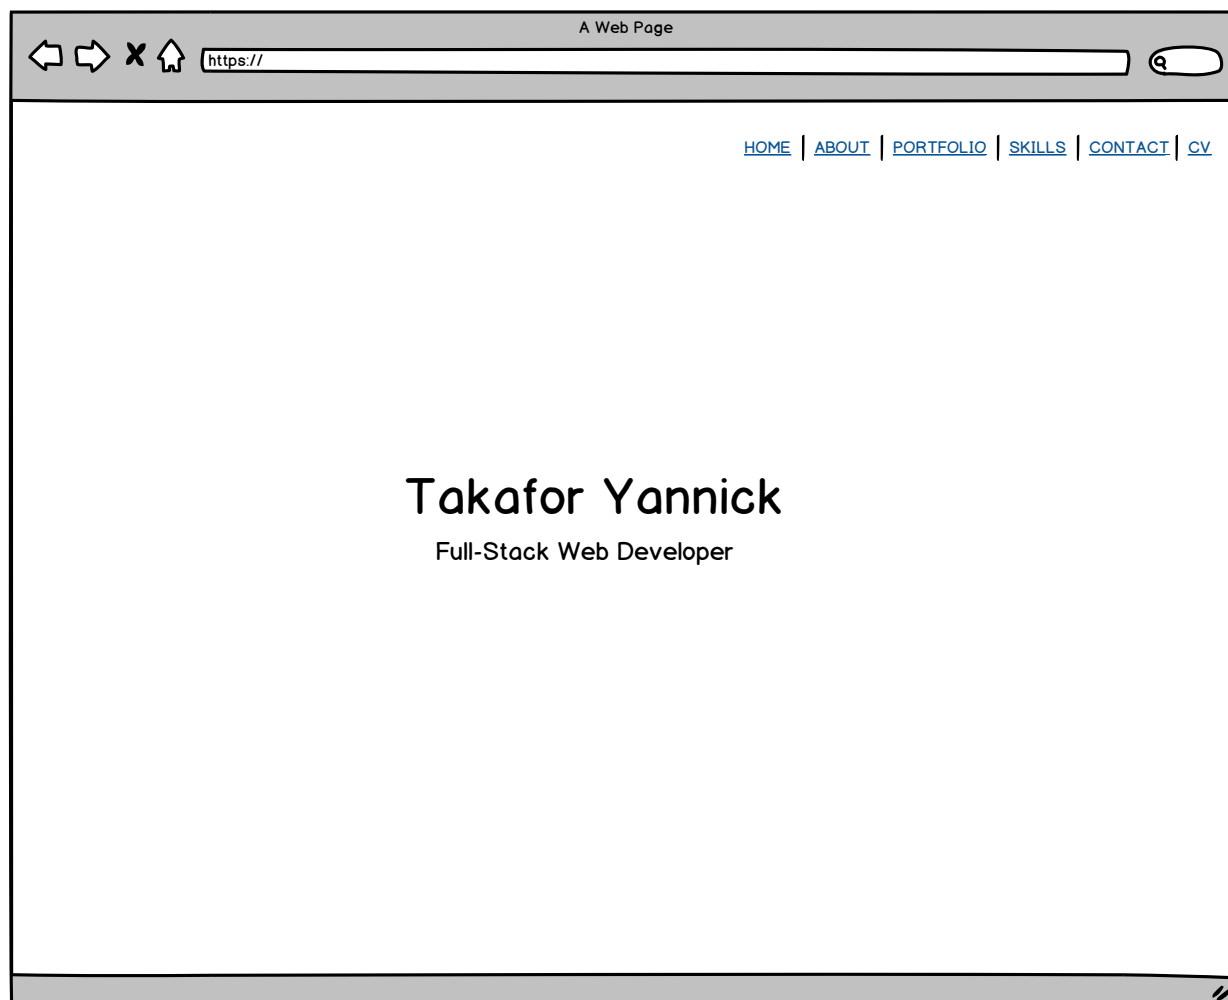 A Web Page
https://
HOME | ABOUT | PORTFOLIO | SKILLS | CONTACT | CV
Takafor Yannick
Full-Stack Web Developer